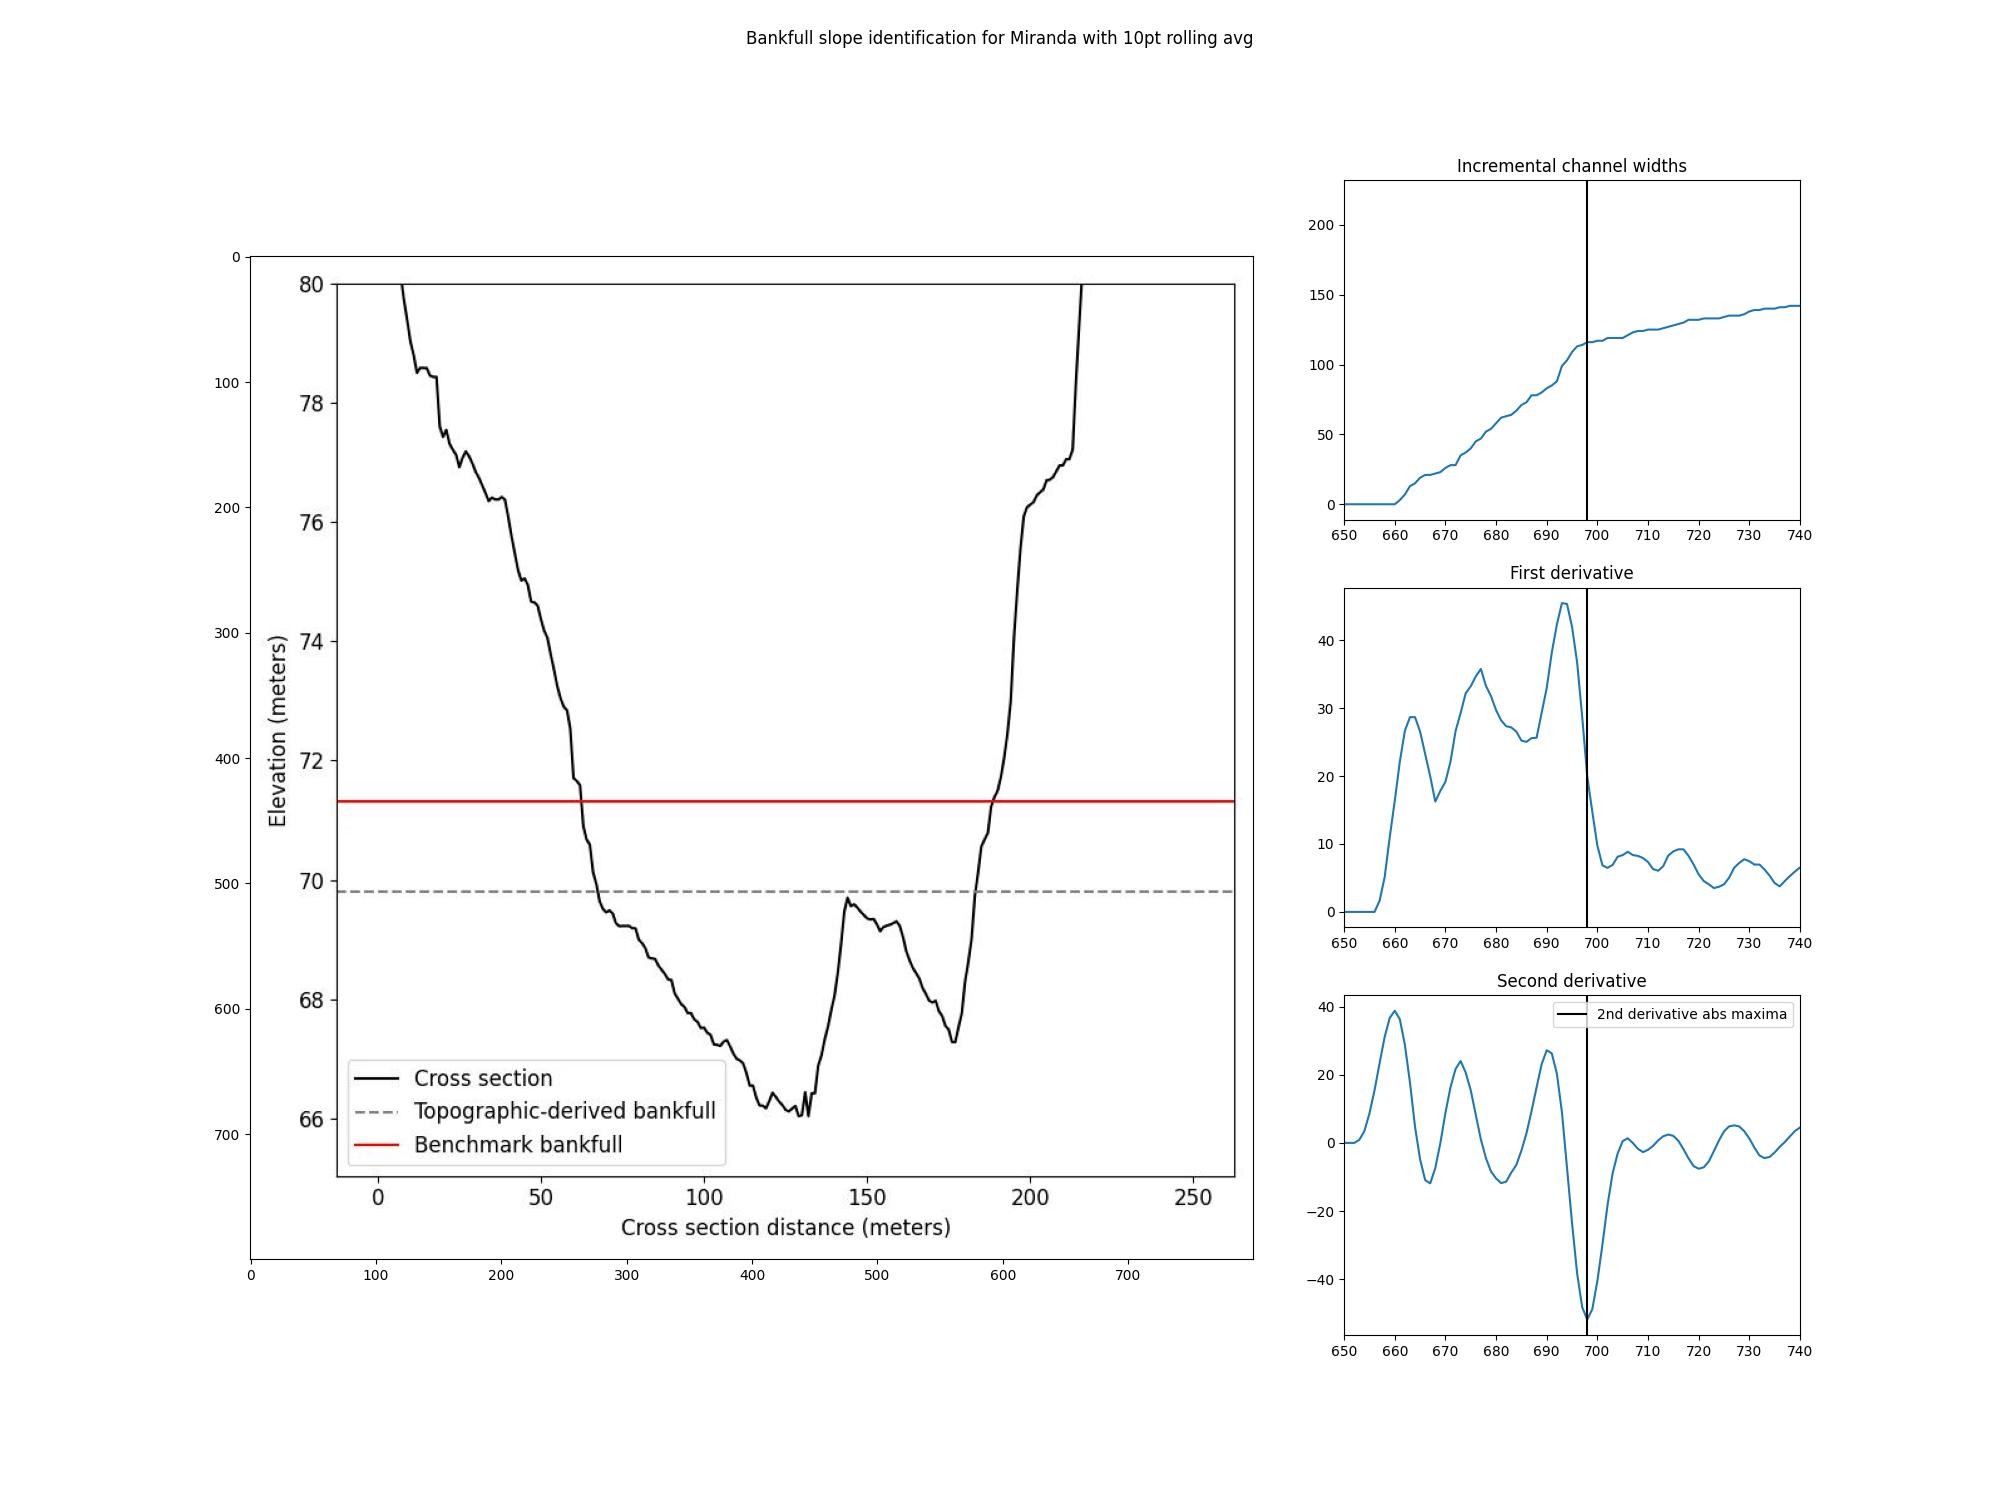 Bankfull slope identification for Miranda with 10pt rolling avg
0
100
200
300
400
500
600
700
0 100 200 300 400 500 600 700
80
78
76
74
72
70
68
66
Elevation (meters)
Cross section
Topographic-derived bankfull
Benchmark bankfull
0 50 100 150 200 250
Cross section distance (meters)
Incremental channel widths
200
150
100
50
0
650 660 670 680 690 700 710 720 730 740
First derivative
40
30
20
10
0
650 660 670 680 690 700 710 720 730 740
Second derivative
2nd derivative abs maxima
40
20
0
−20
−40
650 660 670 680 690 700 710 720 730 740